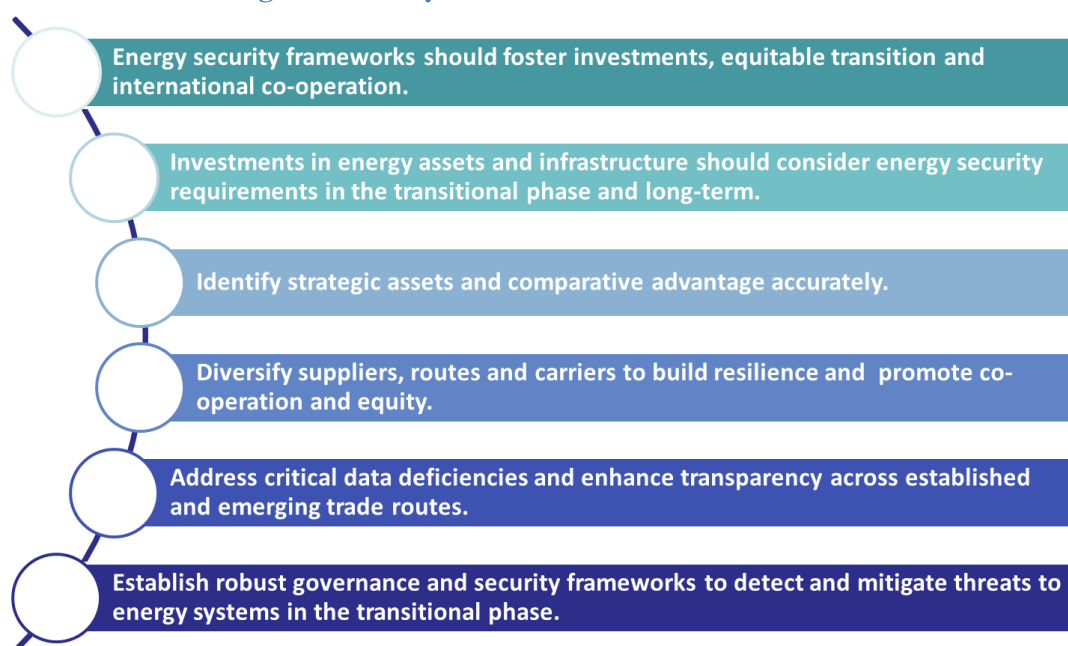 Energy security frameworks should foster investments, equitable transition and
international co-operation.
Investments in energy assets and infrastructure should consider energy security
requirements in the transitional phase and long-term.
Identify strategic assets and comparative advantage accurately.
Diversify suppliers, routes and carriers to build resilience and  promote co-
operation and equity.
Address critical data deficiencies and enhance transparency across established
and emerging trade routes.
Establish robust governance and security frameworks to detect and mitigate threats to
energy systems in the transitional phase.